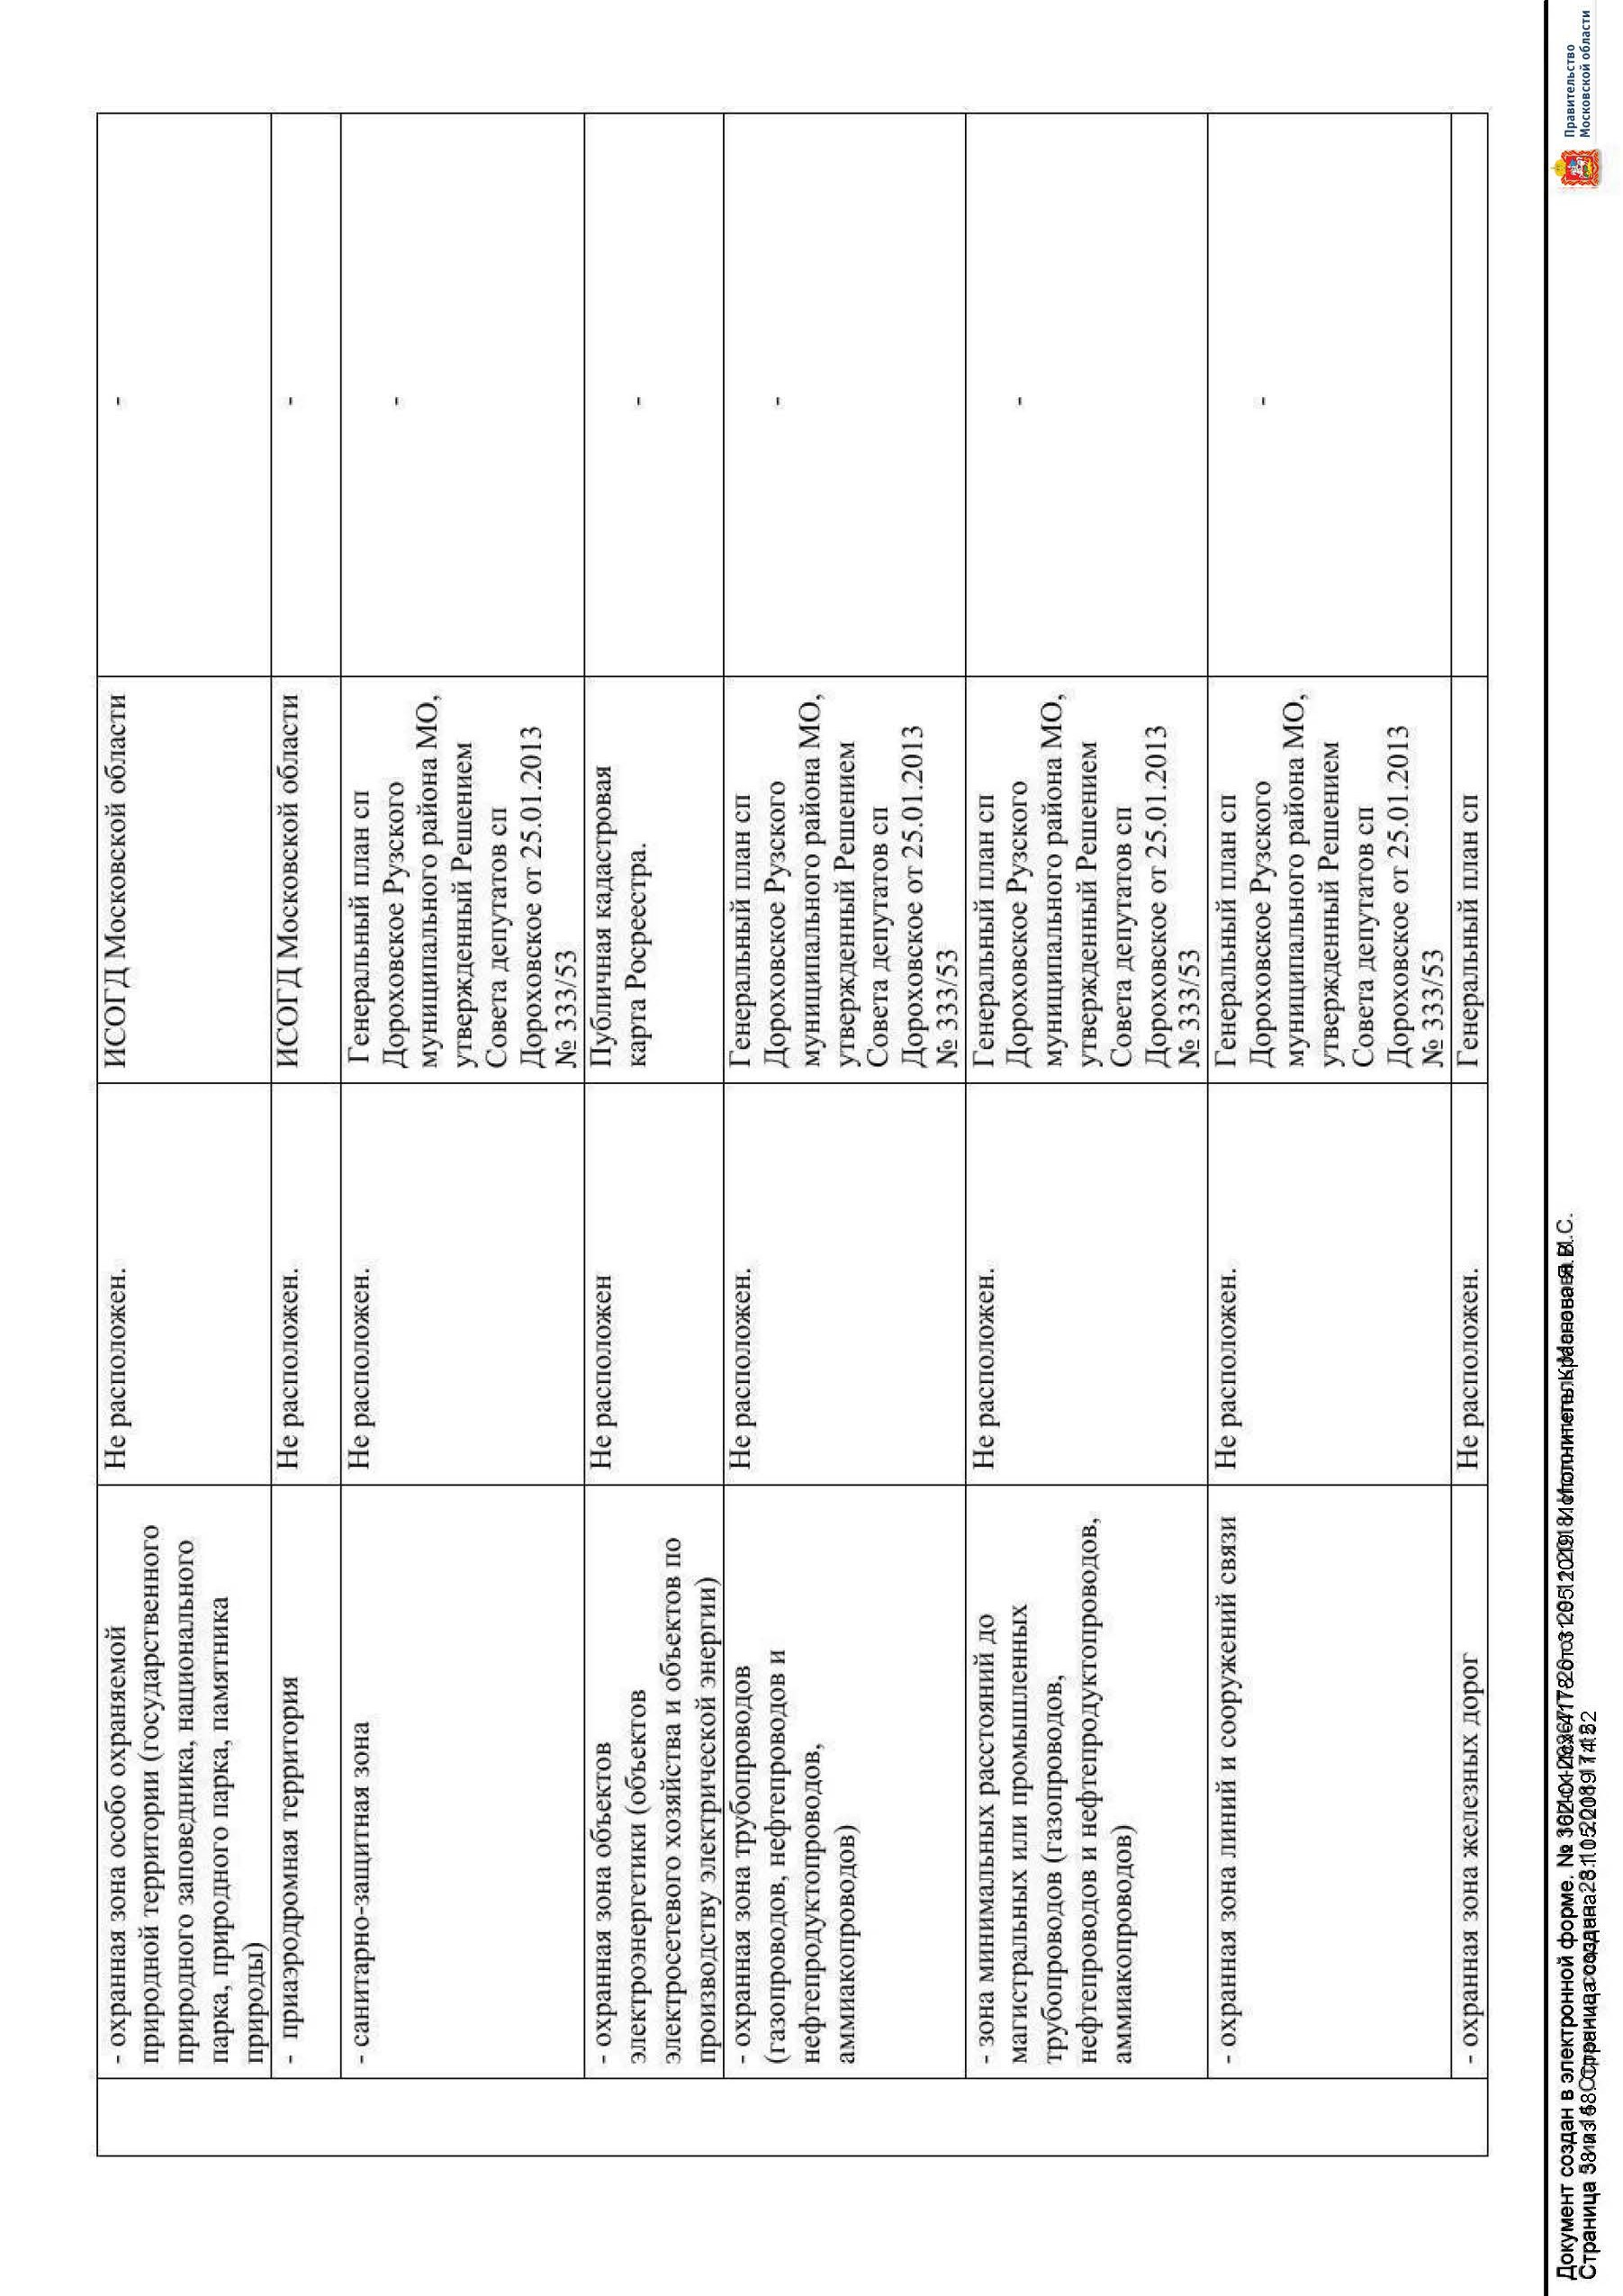 - охранная зона особо охраняемой
природной территории (государственного
природного заповедника, национального
парка, природного парка, памятника
природы)
Не расположен.
ИСОГД Московской области
-
- приаэродромная территория
Не расположен.
ИСОГД Московской области
-
- санитарно-защитная зона
Не расположен.
Генеральный план сп
Дороховское Рузского
муниципального района МО,
утвержденный Решением
Совета депутатов сп
Дороховское от 25.01.2013
№ 333/53
-
- охранная зона объектов
электроэнергетики (объектов
электросетевого хозяйства и объектов по
производству электрической энергии)
Не расположен
Публичная кадастровая
карта Росреестра.
-
- охранная зона трубопроводов
(газопроводов, нефтепроводов и
нефтепродуктопроводов,
аммиакопроводов)
Не расположен.
Генеральный план сп
Дороховское Рузского
муниципального района МО,
утвержденный Решением
Совета депутатов сп
Дороховское от 25.01.2013
№ 333/53
-
- зона минимальных расстояний до
магистральных или промышленных
трубопроводов (газопроводов,
нефтепроводов и нефтепродуктопроводов,
аммиакопроводов)
Не расположен.
Генеральный план сп
Дороховское Рузского
муниципального района МО,
утвержденный Решением
Совета депутатов сп
Дороховское от 25.01.2013
№ 333/53
-
- охранная зона линий и сооружений связи
Не расположен.
Генеральный план сп
Дороховское Рузского
муниципального района МО,
утвержденный Решением
Совета депутатов сп
Дороховское от 25.01.2013
№ 333/53
-
- охранная зона железных дорог
Не расположен.
Генеральный план сп
Документ создан в электронной форме. №
Страница
Правительство
Московской области